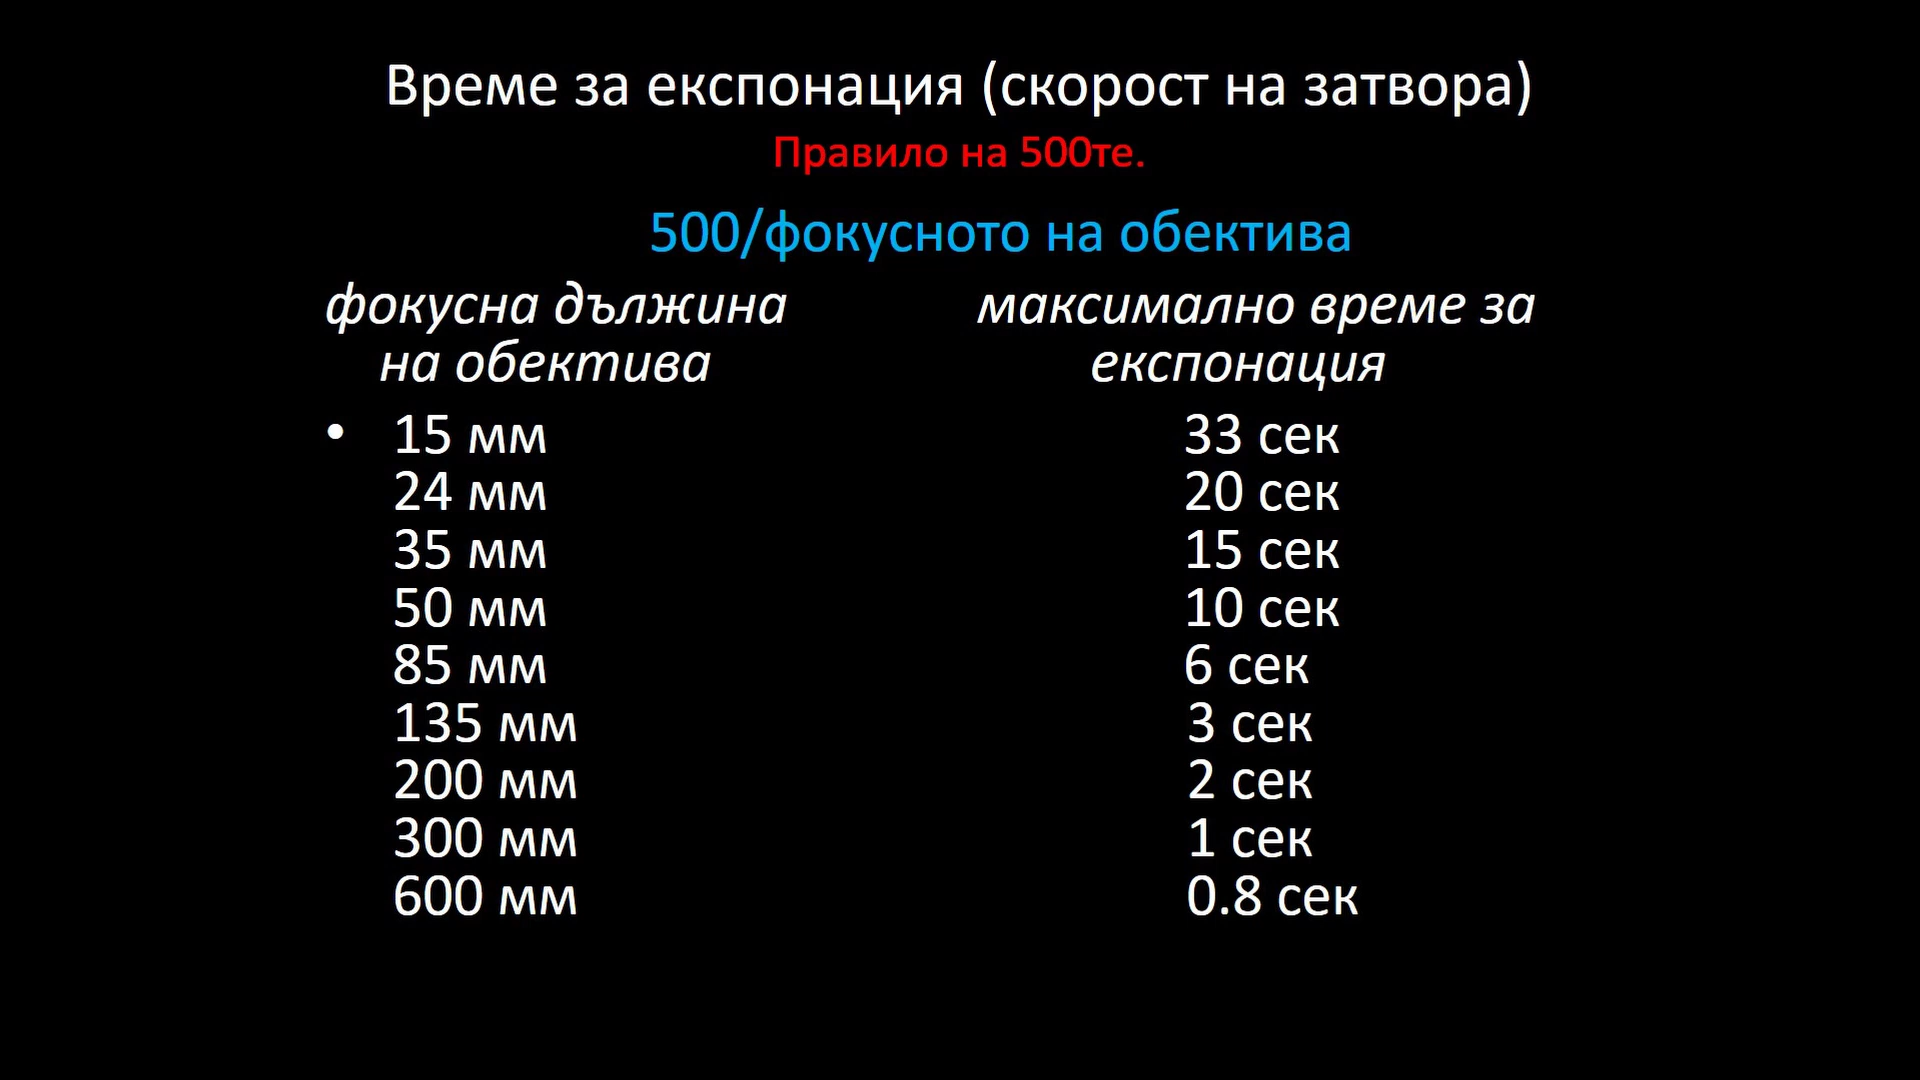 Време за експонация (скорост на затвора)
Правило на 500те.
500/фокусното на обектива
фокусна дължина максимално време за
на обектива експонация
• 15 мм 33 сек
24 мм 20 сек
35 мм 15 сек
50 мм 10 сек
85 мм 6 сек
135 мм 3 сек
200 мм 2 сек
300 мм 1 сек
600 мм 0.8 сек